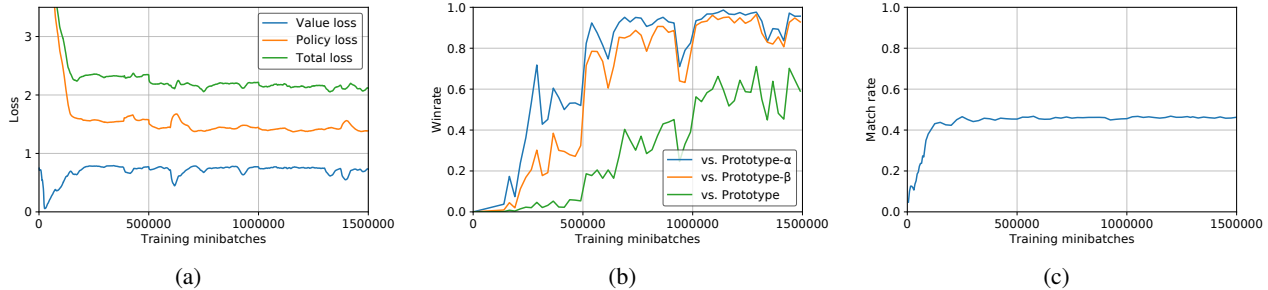 3
2
1
0
Loss
Value loss
Policy loss
Total loss
0 500000 1000000 1500000
Training minibatches
(a)
1.0
0.8
0.6
0.4
0.2
0.0
Winrate
vs. Prototype-α
vs. Prototype-β
vs. Prototype
0 500000 1000000 1500000
Training minibatches
(b)
1.0
0.8
0.6
0.4
0.2
0.0
Match rate
0 500000 1000000 1500000
Training minibatches
(c)